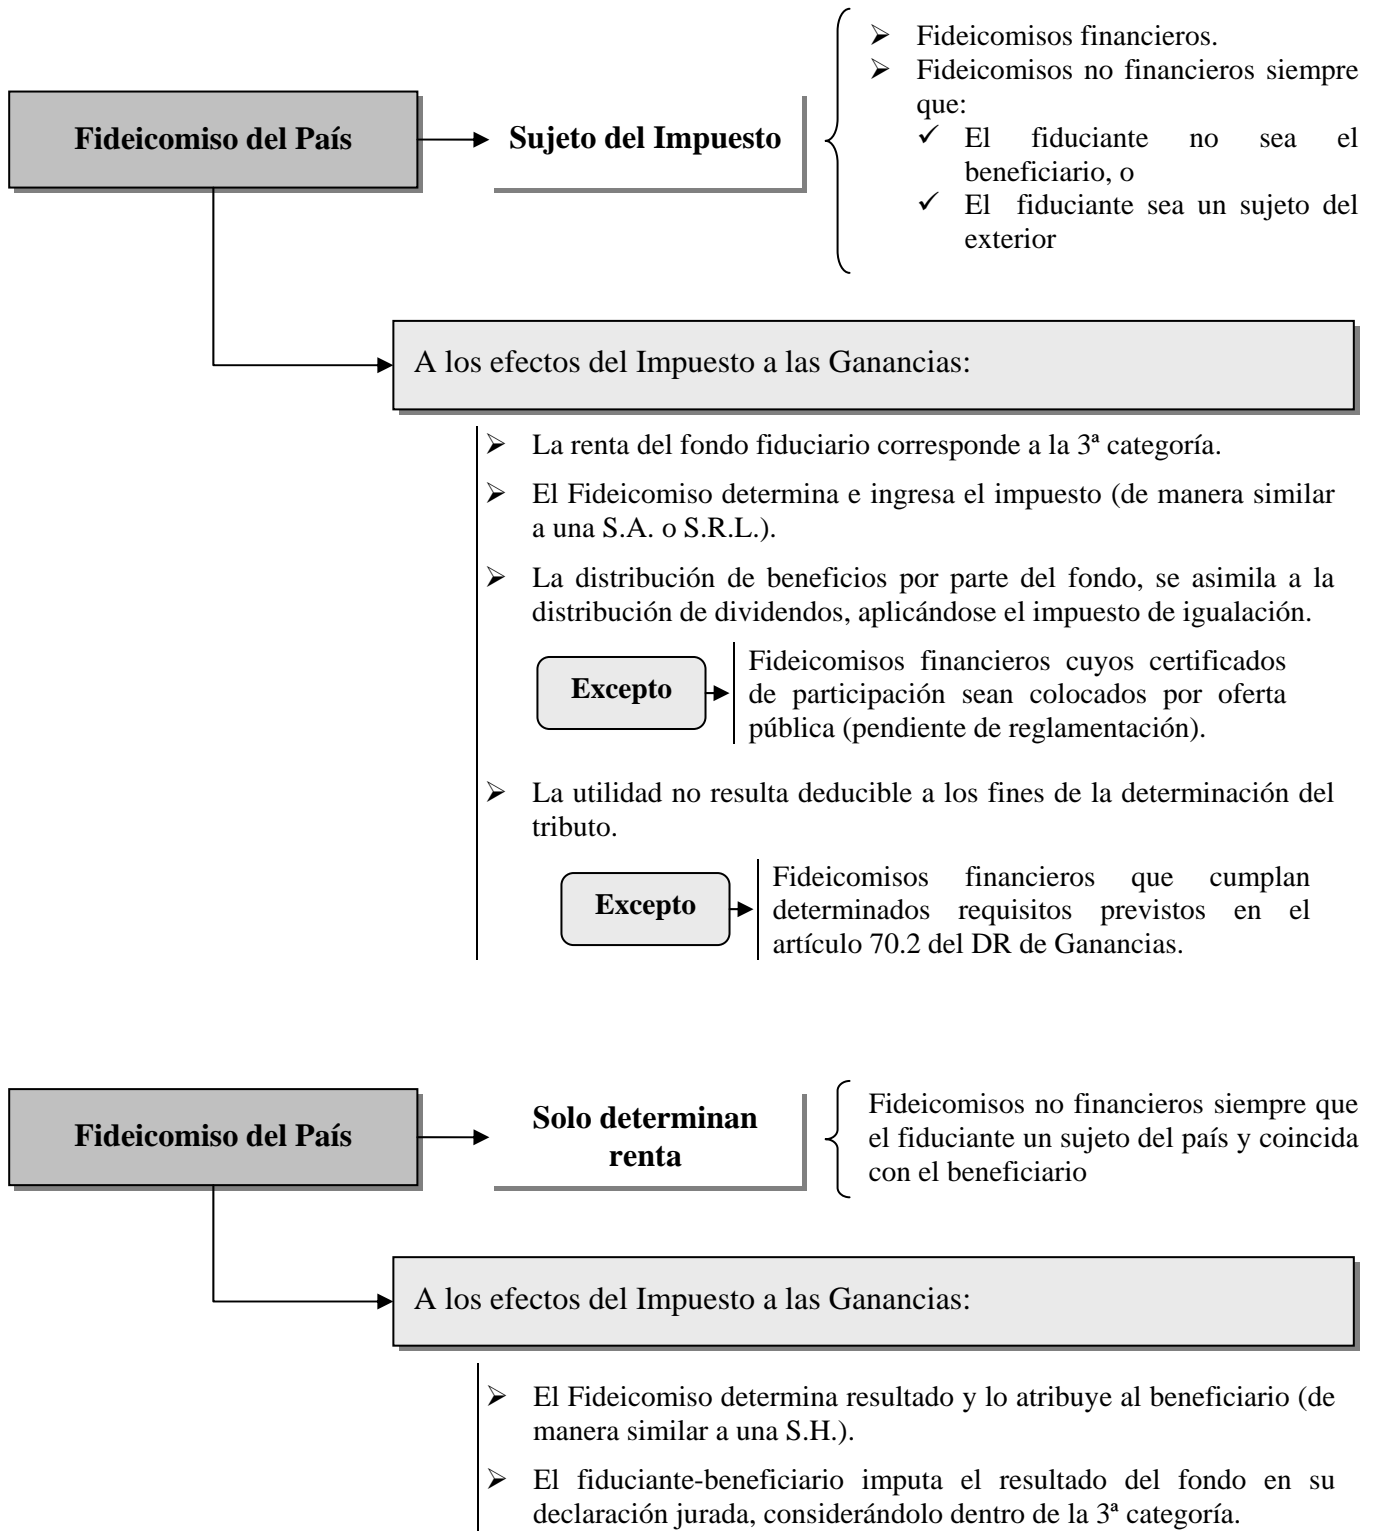 Fideicomiso del País
Sujeto del Impuesto
➢ Fideicomisos financieros.
➢ Fideicomisos no financieros siempre
que:
✓ El fiduciante no sea el
beneficiario, o
✓ El fiduciante sea un sujeto del
exterior
A los efectos del Impuesto a las Ganancias:
➢ La renta del fondo fiduciario corresponde a la 3ª categoría.
➢ El Fideicomiso determina e ingresa el impuesto (de manera similar
a una S.A. o S.R.L.).
➢ La distribución de beneficios por parte del fondo, se asimila a la
distribución de dividendos, aplicándose el impuesto de igualación.
Excepto
Fideicomisos financieros cuyos certificados
de participación sean colocados por oferta
pública (pendiente de reglamentación).
➢ La utilidad no resulta deducible a los fines de la determinación del
tributo.
Excepto
Fideicomisos financieros que cumplan
determinados requisitos previstos en el
artículo 70.2 del DR de Ganancias.
Fideicomiso del País
Solo determinan
renta
Fideicomisos no financieros siempre que
el fiduciante un sujeto del país y coincida
con el beneficiario
A los efectos del Impuesto a las Ganancias:
➢ El Fideicomiso determina resultado y lo atribuye al beneficiario (de
manera similar a una S.H.).
➢ El fiduciante-beneficiario imputa el resultado del fondo en su
declaración jurada, considerándolo dentro de la 3ª categoría.